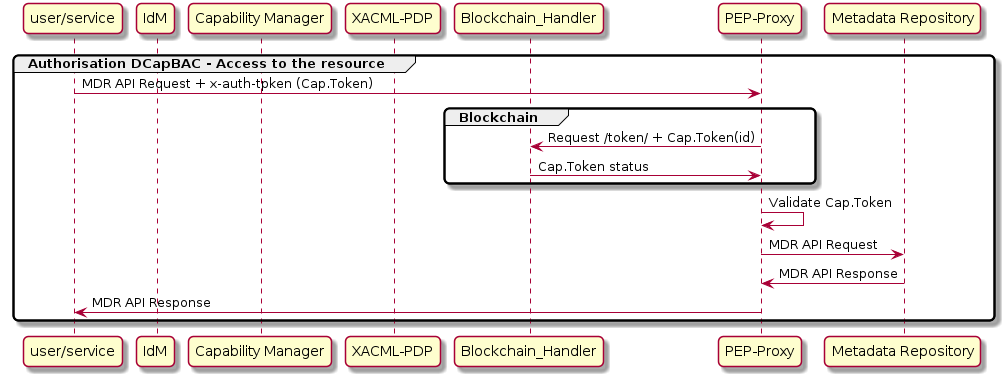 user/service IdM Capability Manager XACML-PDP Blockchain_Handler PEP-Proxy Metadata Repository
Authorisation DCapBAC - Access to the resource
MDR API Request + x-auth-token (Cap.Token)
Blockchain
Request /token/ + Cap.Token(id)
Cap.Token status
Validate Cap.Token
MDR API Request
MDR API Response
MDR API Response
user/service IdM Capability Manager XACML-PDP Blockchain_Handler PEP-Proxy Metadata Repository